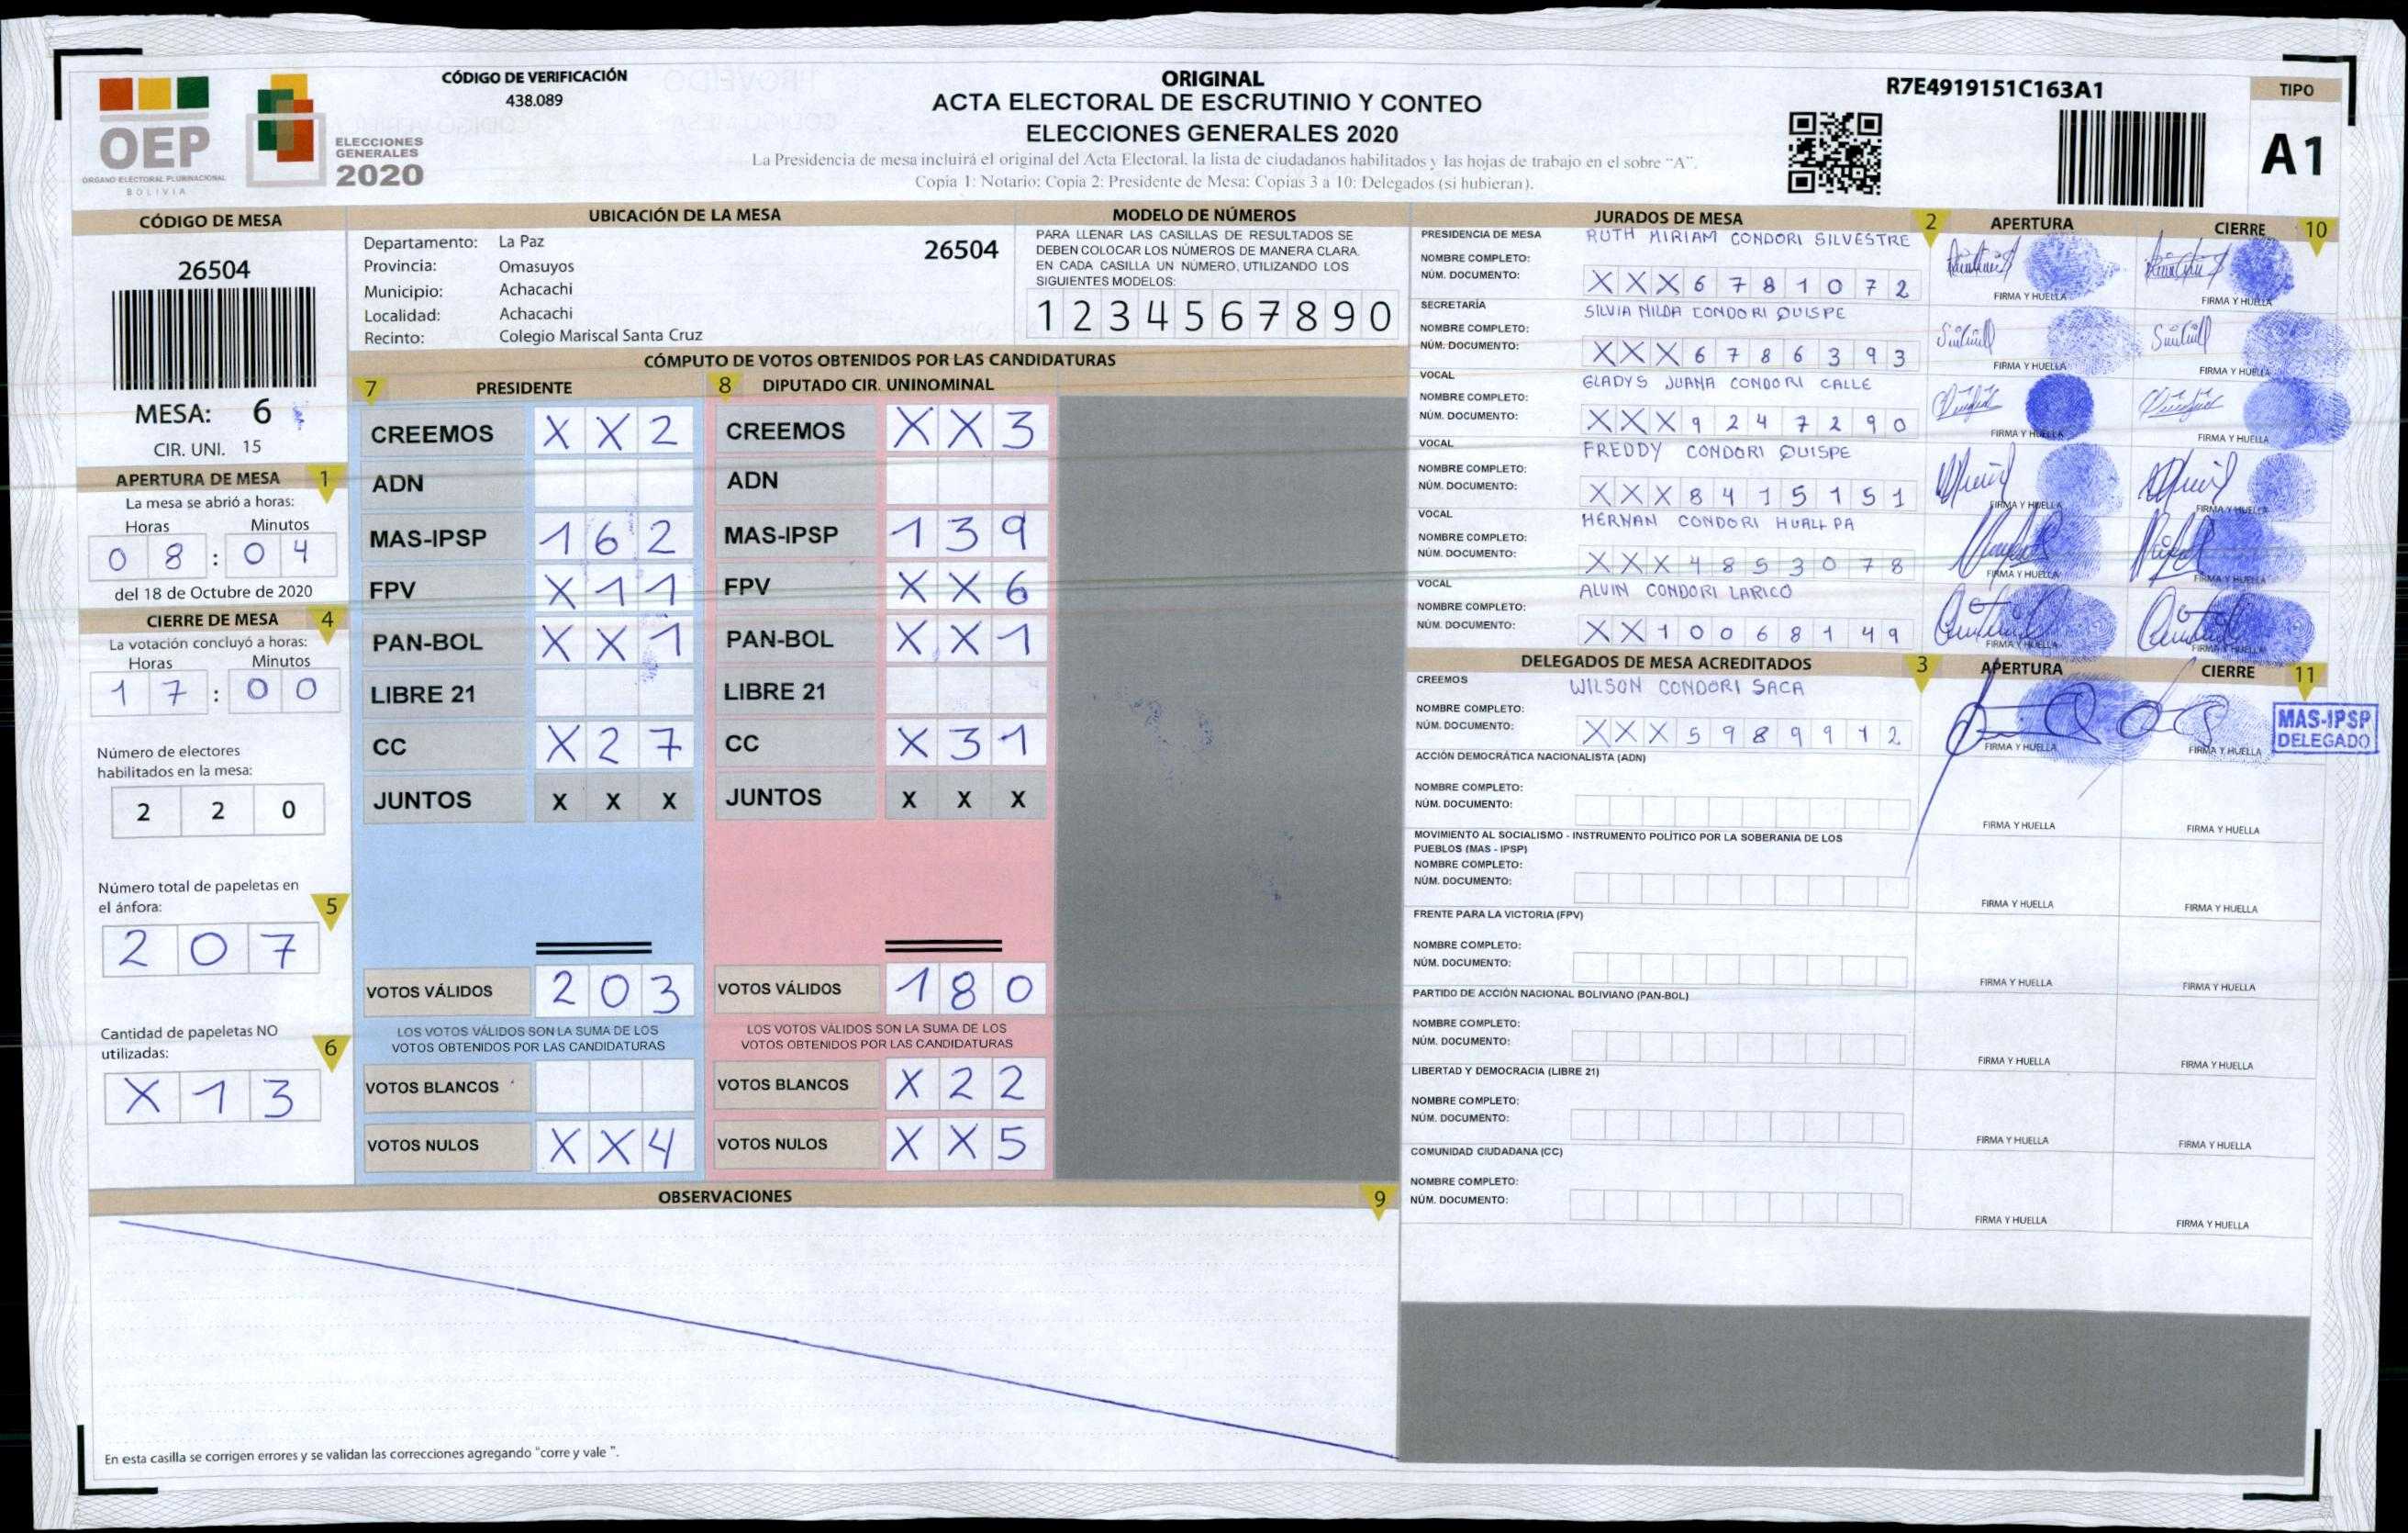 CÓDIGO DE VERIFICACIÓN
438.089
OEP
ÓRGANO ELECTORAL PLURINACIONAL
BOLIVIA
ELECCIONES
GENERALES
2020
ORIGINAL
ACTA ELECTORAL DE ESCRUTINIO Y CONTEO
ELECCIONES GENERALES 2020
La Presidencia de mesa incluirá el original del Acta Electoral, la lista de ciudadanos habilitados y las hojas de trabajo en el sobre "A".
Copia 1: Notario: Copia 2: Presidente de Mesa: Copias 3 a 10: Delegados (si hubieran).
R7E4919151C163A1
TIPO
A1
CÓDIGO DE MESA
26504
MESA: 6
CIR. UNI. 15
APERTURA DE MESA 1
La mesa se abrió a horas:
Horas Minutos
0 8 : 0 4
del 18 de Octubre de 2020
CIERRE DE MESA 4
La votación concluyó a horas:
Horas Minutos
1 7 : 0 0
Número de electores
habilitados en la mesa:
2 2 0
Número total de papeletas en
el ánfora: 5
2 0 7
Cantidad de papeletas NO
utilizadas: 6
X 1 3
UBICACIÓN DE LA MESA
Departamento: La Paz
26504
Provincia: Omasuyos
Municipio: Achacachi
Localidad: Achacachi
Recinto: Colegio Mariscal Santa Cruz
MODELO DE NÚMEROS
PARA LLENAR LAS CASILLAS DE RESULTADOS SE
DEBEN COLOCAR LOS NÚMEROS DE MANERA CLARA.
EN CADA CASILLA UN NÚMERO, UTILIZANDO LOS
SIGUIENTES MODELOS:
1 2 3 4 5 6 7 8 9 0
CÓMPUTO DE VOTOS OBTENIDOS POR LAS CANDIDATURAS
7 PRESIDENTE
CREEMOS X X 2
ADN
MAS-IPSP 1 6 2
FPV X 1 1
PAN-BOL X X 1
LIBRE 21
CC X 2 7
JUNTOS X X X
VOTOS VÁLIDOS 2 0 3
LOS VOTOS VÁLIDOS SON LA SUMA DE LOS
VOTOS OBTENIDOS POR LAS CANDIDATURAS
VOTOS BLANCOS
VOTOS NULOS X X 4
8 DIPUTADO CIR. UNINOMINAL
CREEMOS X X 3
ADN
MAS-IPSP 1 3 9
FPV X X 6
PAN-BOL X X 1
LIBRE 21
CC X 3 1
JUNTOS X X X
VOTOS VÁLIDOS 1 8 0
LOS VOTOS VÁLIDOS SON LA SUMA DE LOS
VOTOS OBTENIDOS POR LAS CANDIDATURAS
VOTOS BLANCOS X 2 2
VOTOS NULOS X X 5
OBSERVACIONES 9
En esta casilla se corrigen errores y se validan las correcciones agregando "corre y vale ".
JURADOS DE MESA 2 APERTURA CIERRE 10
PRESIDENCIA DE MESA RUTH MIRIAM CONDORI SILVESTRE
NOMBRE COMPLETO:
NÚM. DOCUMENTO: X X X 6 7 8 1 0 7 2
FIRMA Y HUELLA FIRMA Y HUELLA
SECRETARÍA SILVIA NILDA CONDORI QUISPE
NOMBRE COMPLETO:
NÚM. DOCUMENTO: X X X 6 7 8 6 3 9 3
FIRMA Y HUELLA FIRMA Y HUELLA
VOCAL GLADYS JUANA CONDORI CALLE
NOMBRE COMPLETO:
NÚM. DOCUMENTO: X X X 9 2 4 7 2 9 0
FIRMA Y HUELLA FIRMA Y HUELLA
VOCAL FREDDY CONDORI QUISPE
NOMBRE COMPLETO:
NÚM. DOCUMENTO: X X X 8 4 1 5 1 5 1
FIRMA Y HUELLA FIRMA Y HUELLA
VOCAL HERNAN CONDORI HUALLPA
NOMBRE COMPLETO:
NÚM. DOCUMENTO: X X X 4 8 5 3 0 7 8
FIRMA Y HUELLA FIRMA Y HUELLA
VOCAL ALVIN CONDORI LARICO
NOMBRE COMPLETO:
NÚM. DOCUMENTO: X X 1 0 0 6 8 1 4 9
FIRMA Y HUELLA FIRMA Y HUELLA
DELEGADOS DE MESA ACREDITADOS 3 APERTURA CIERRE 11
CREEMOS WILSON CONDORI SACA
NOMBRE COMPLETO:
NÚM. DOCUMENTO: X X X 5 9 8 9 9 1 2
FIRMA Y HUELLA FIRMA Y HUELLA
MAS-IPSP
DELEGADO
ACCIÓN DEMOCRÁTICA NACIONALISTA (ADN)
NOMBRE COMPLETO:
NÚM. DOCUMENTO:
FIRMA Y HUELLA FIRMA Y HUELLA
MOVIMIENTO AL SOCIALISMO - INSTRUMENTO POLÍTICO POR LA SOBERANIA DE LOS
PUEBLOS (MAS - IPSP)
NOMBRE COMPLETO:
NÚM. DOCUMENTO:
FIRMA Y HUELLA FIRMA Y HUELLA
FRENTE PARA LA VICTORIA (FPV)
NOMBRE COMPLETO:
NÚM. DOCUMENTO:
FIRMA Y HUELLA FIRMA Y HUELLA
PARTIDO DE ACCIÓN NACIONAL BOLIVIANO (PAN-BOL)
NOMBRE COMPLETO:
NÚM. DOCUMENTO:
FIRMA Y HUELLA FIRMA Y HUELLA
LIBERTAD Y DEMOCRACIA (LIBRE 21)
NOMBRE COMPLETO:
NÚM. DOCUMENTO:
FIRMA Y HUELLA FIRMA Y HUELLA
COMUNIDAD CIUDADANA (CC)
NOMBRE COMPLETO:
NÚM. DOCUMENTO:
FIRMA Y HUELLA FIRMA Y HUELLA